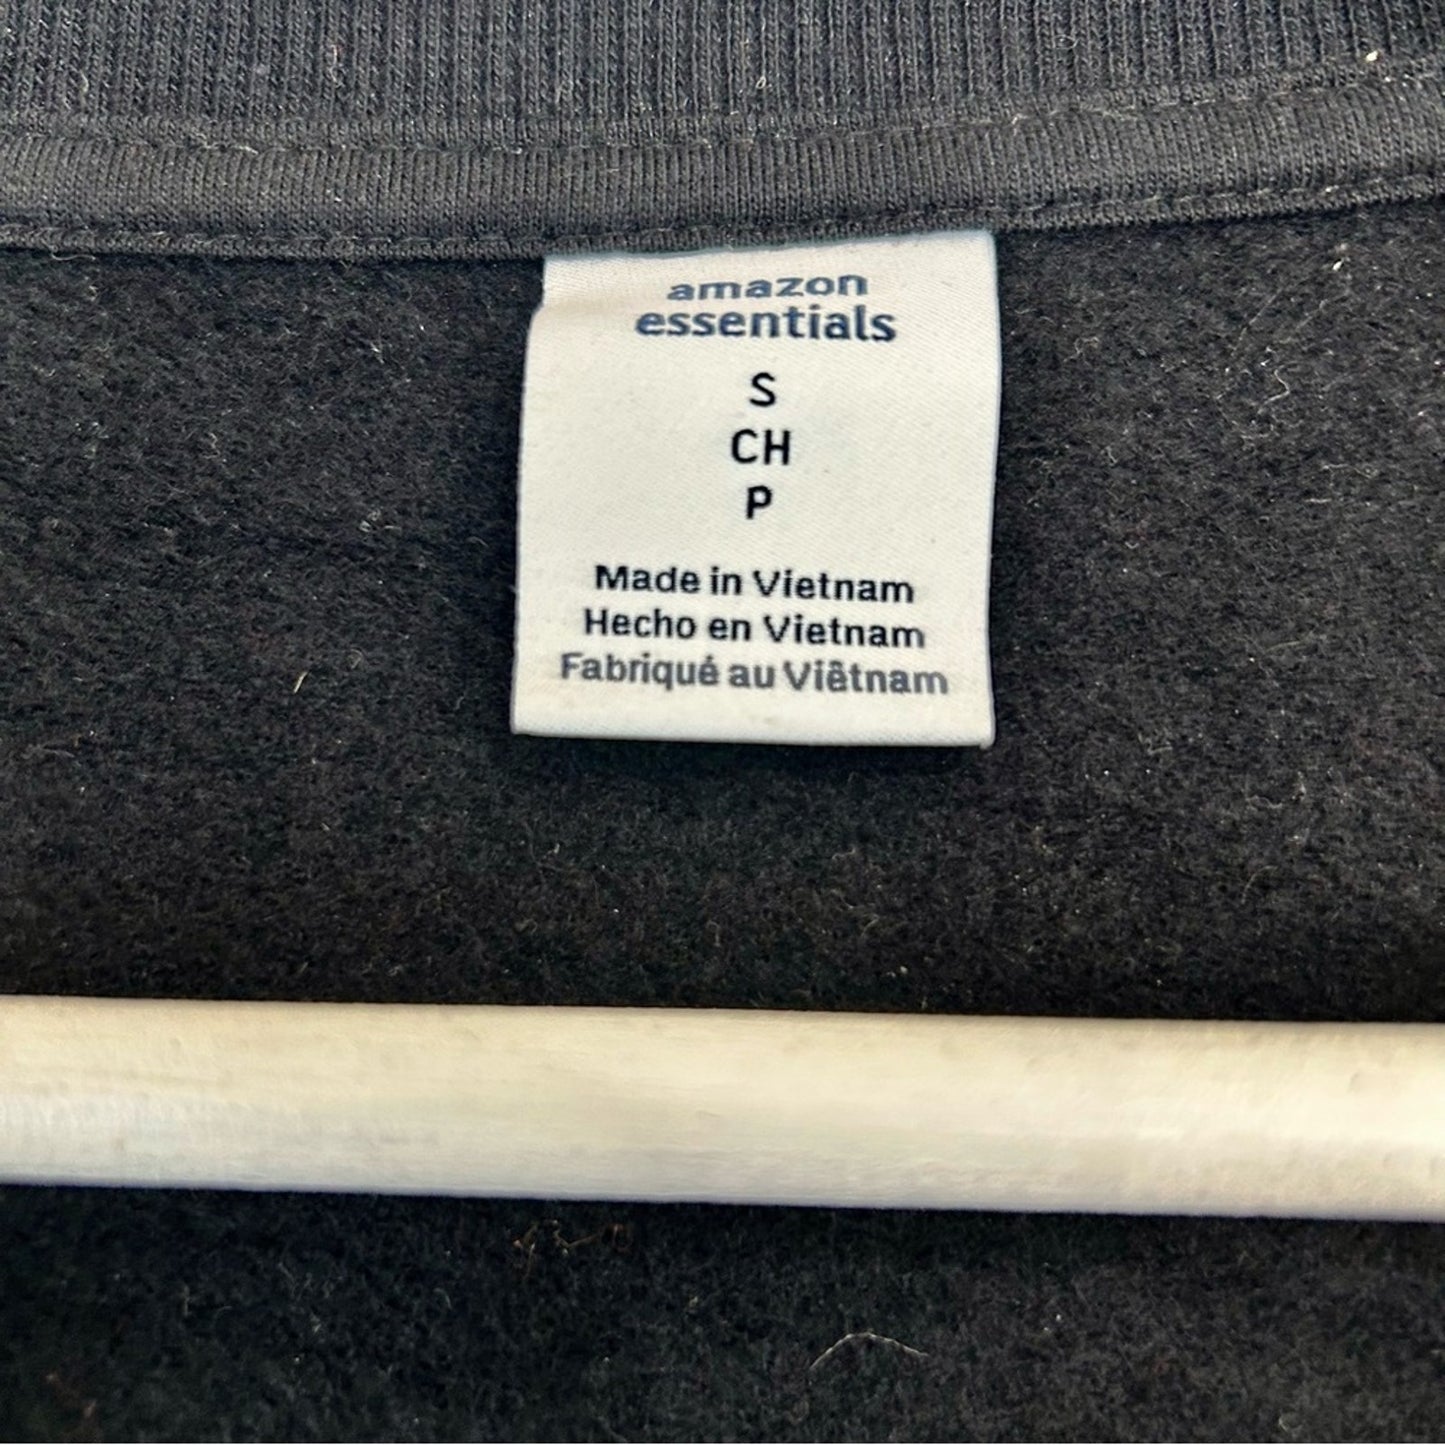 amazon
essentials
S
CH
P
Made in Vietnam
Hecho en Vietnam
Fabriqué au Viêtnam